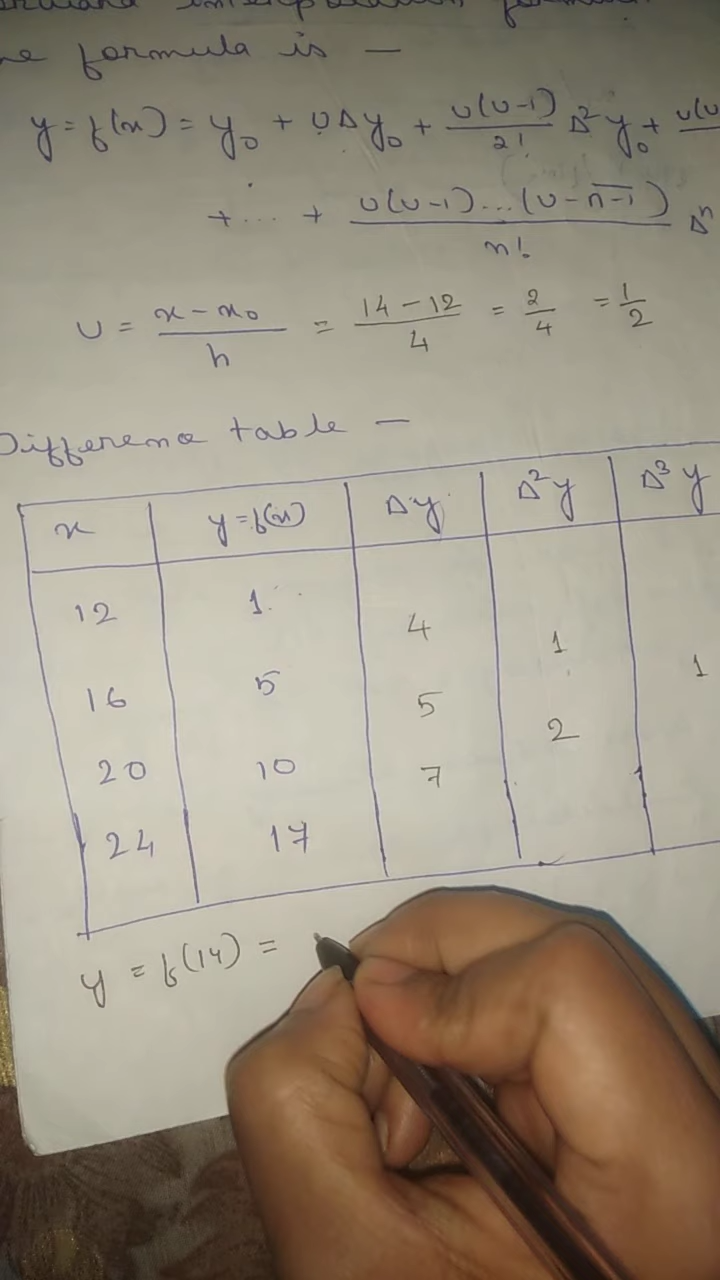 formula is —
y = f(x) = y₀ + UΔy₀ + U(U-1)/2! Δ²y₀ +
+ ... + U(U-1)...(U-n̅-̅1̅)/n! Δⁿ
U = x - x₀/h = 14 - 12/4 = 2/4 = 1/2
Difference table —
x y = f(x) Δy Δ²y Δ³y
12 1
4
1
16 5
1
5
2
20 10
7
24 17
y = f(14) =